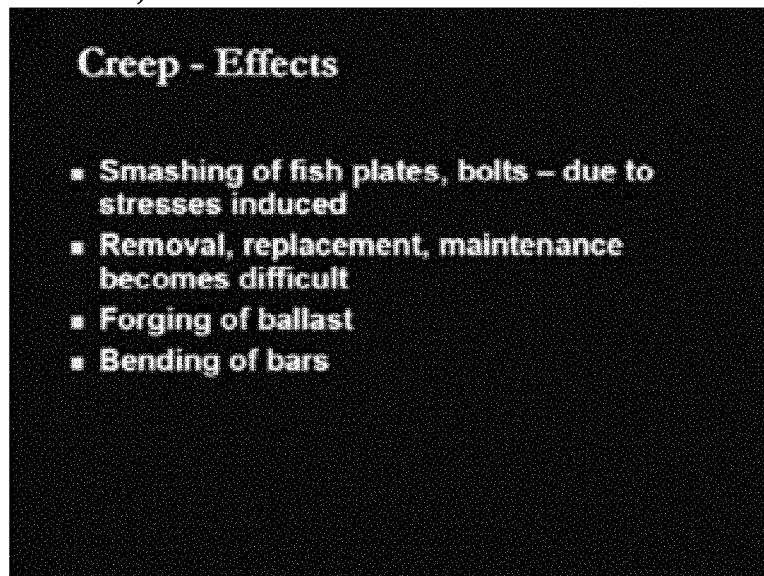 Creep - Effects
■ Smashing of fish plates, bolts – due to
stresses induced
■ Removal, replacement, maintenance
becomes difficult
■ Forging of ballast
■ Bending of bars